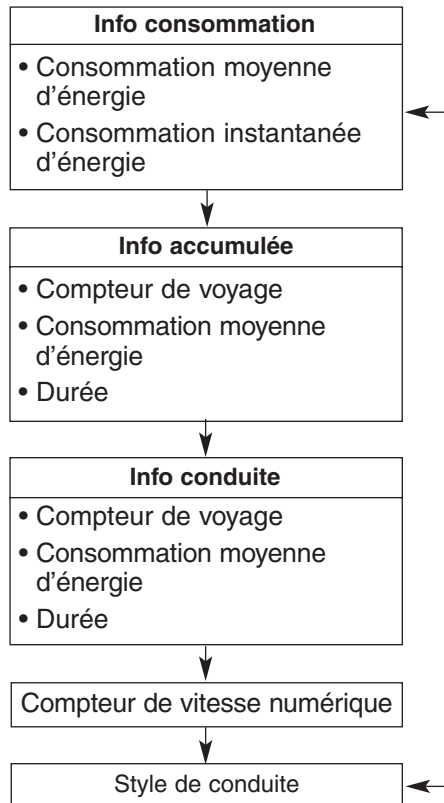 Info consommation
• Consommation moyenne
d'énergie
• Consommation instantanée
d'énergie
Info accumulée
• Compteur de voyage
• Consommation moyenne
d'énergie
• Durée
Info conduite
• Compteur de voyage
• Consommation moyenne
d'énergie
• Durée
Compteur de vitesse numérique
Style de conduite